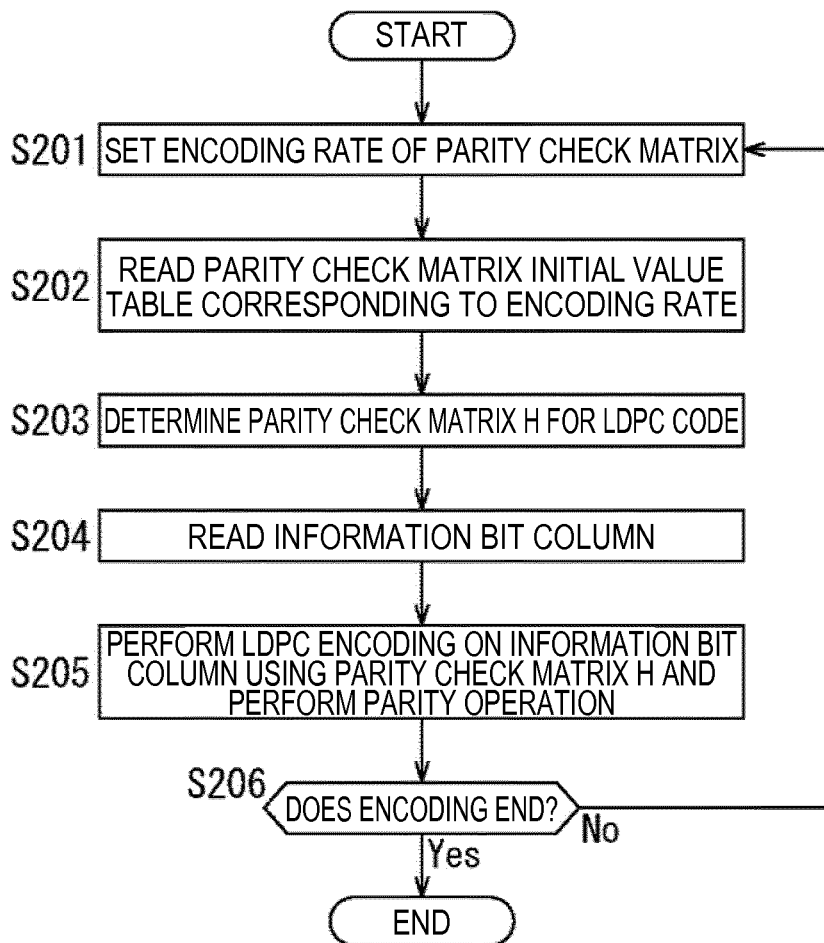 START
S201
SET ENCODING RATE OF PARITY CHECK MATRIX
S202
READ PARITY CHECK MATRIX INITIAL VALUE
TABLE CORRESPONDING TO ENCODING RATE
S203
DETERMINE PARITY CHECK MATRIX H FOR LDPC CODE
S204
READ INFORMATION BIT COLUMN
S205
PERFORM LDPC ENCODING ON INFORMATION BIT
COLUMN USING PARITY CHECK MATRIX H AND
PERFORM PARITY OPERATION
S206
DOES ENCODING END?
No
Yes
END